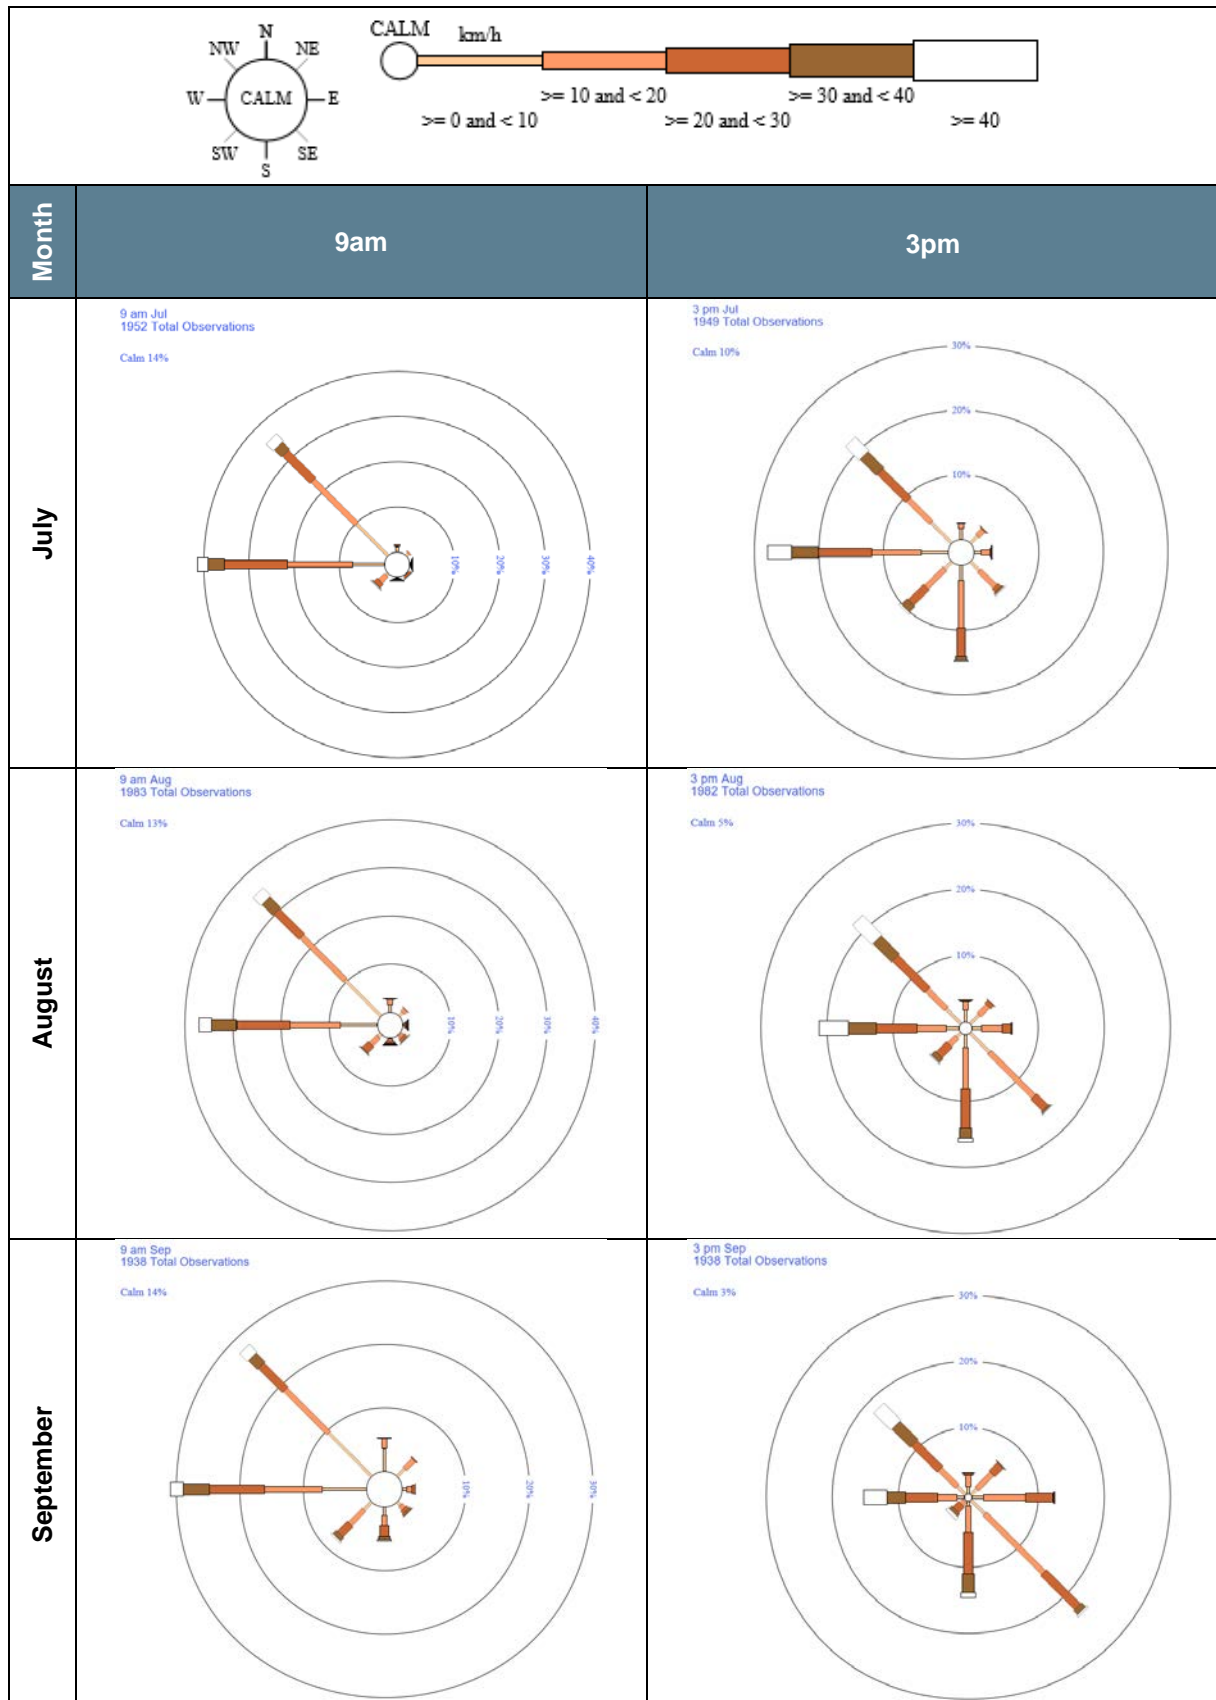 N
NW NE
W CALM E
SW SE
S
CALM km/h
>= 10 and < 20 >= 30 and < 40
>= 0 and < 10 >= 20 and < 30 >= 40
Month 9am 3pm
July
9 am Jul
1952 Total Observations
Calm 14%
10% 20% 30% 40%
3 pm Jul
1949 Total Observations
Calm 10%
30%
20%
10%
August
9 am Aug
1983 Total Observations
Calm 13%
10% 20% 30% 40%
3 pm Aug
1982 Total Observations
Calm 5%
30%
20%
10%
September
9 am Sep
1938 Total Observations
Calm 14%
10% 20% 30%
3 pm Sep
1938 Total Observations
Calm 3%
30%
20%
10%